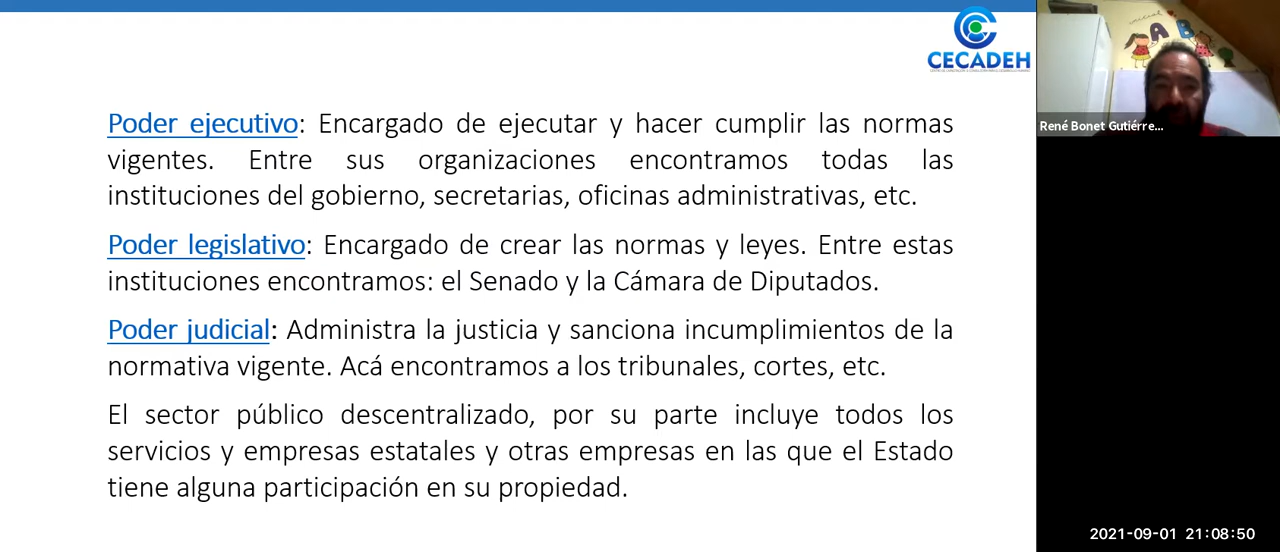 CECADEH
Poder ejecutivo: Encargado de ejecutar y hacer cumplir las normas
vigentes. Entre sus organizaciones encontramos todas las
instituciones del gobierno, secretarias, oficinas administrativas, etc.
Poder legislativo: Encargado de crear las normas y leyes. Entre estas
instituciones encontramos: el Senado y la Cámara de Diputados.
Poder judicial: Administra la justicia y sanciona incumplimientos de la
normativa vigente. Acá encontramos a los tribunales, cortes, etc.
El sector público descentralizado, por su parte incluye todos los
servicios y empresas estatales y otras empresas en las que el Estado
tiene alguna participación en su propiedad.
A B
René Bonet Gutiérre...
2021-09-01 21:08:50